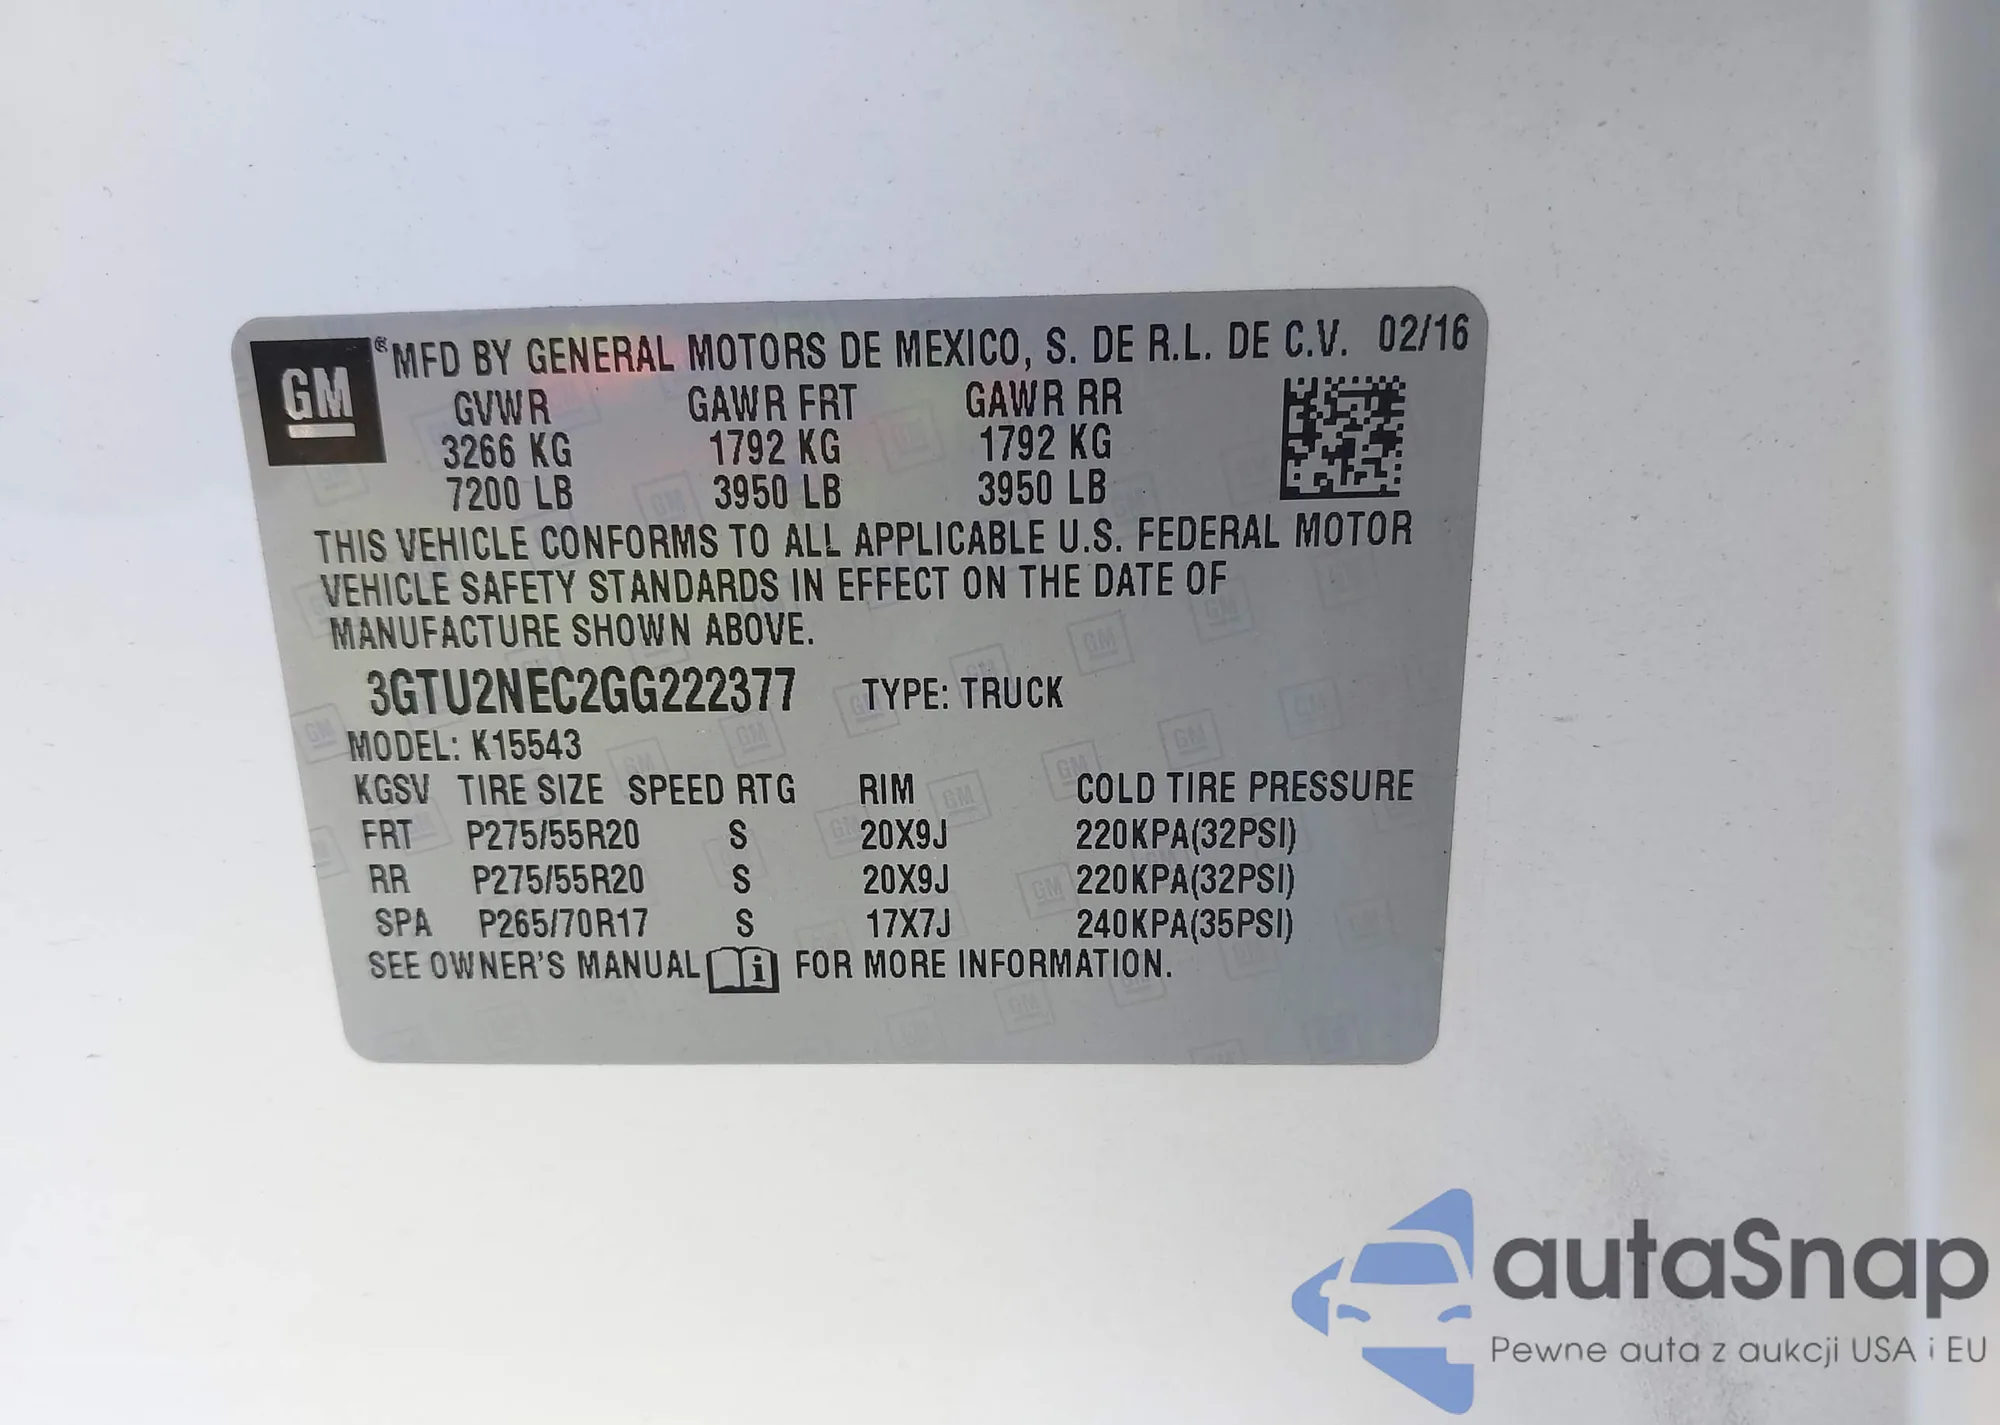 GM
® MFD BY GENERAL MOTORS DE MEXICO, S. DE R.L. DE C.V. 02/16
GVWR GAWR FRT GAWR RR
3266 KG 1792 KG 1792 KG
7200 LB 3950 LB 3950 LB
THIS VEHICLE CONFORMS TO ALL APPLICABLE U.S. FEDERAL MOTOR
VEHICLE SAFETY STANDARDS IN EFFECT ON THE DATE OF
MANUFACTURE SHOWN ABOVE.
3GTU2NEC2GG222377 TYPE: TRUCK
MODEL: K15543
KGSV TIRE SIZE SPEED RTG RIM COLD TIRE PRESSURE
FRT P275/55R20 S 20X9J 220KPA(32PSI)
RR P275/55R20 S 20X9J 220KPA(32PSI)
SPA P265/70R17 S 17X7J 240KPA(35PSI)
SEE OWNER'S MANUAL i FOR MORE INFORMATION.
autaSnap
Pewne auta z aukcji USA i EU